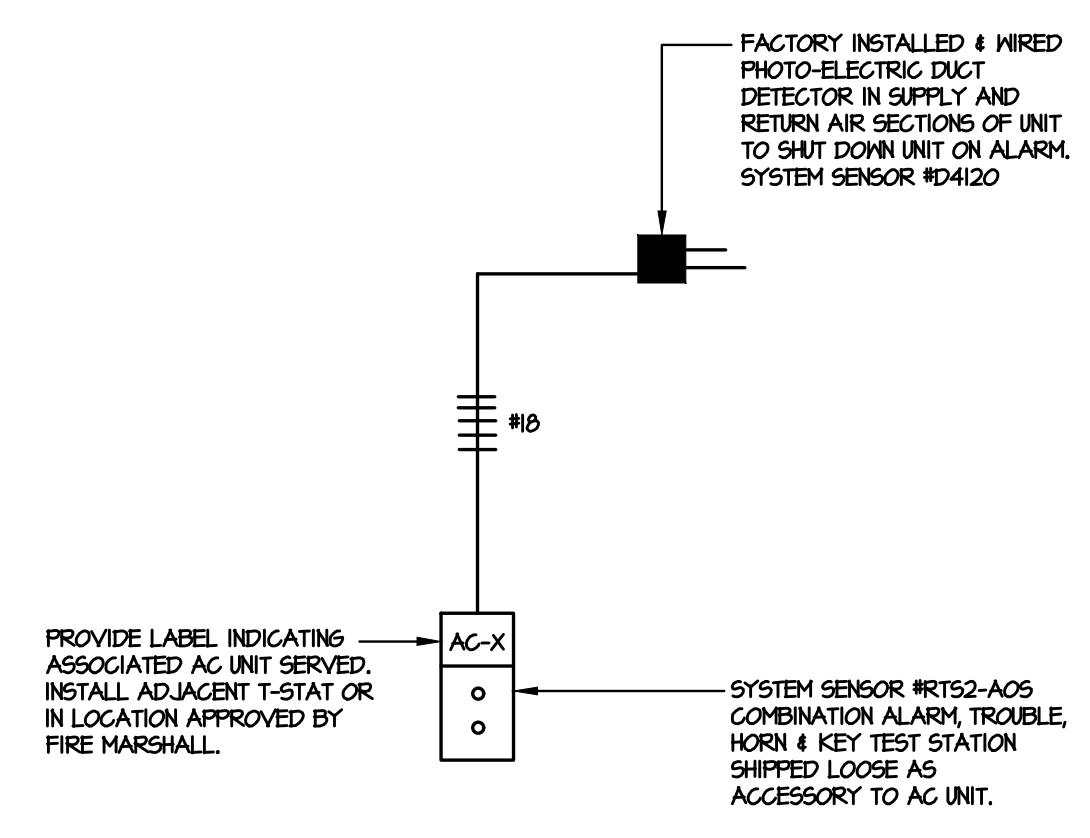 FACTORY INSTALLED & WIRED
PHOTO-ELECTRIC DUCT
DETECTOR IN SUPPLY AND
RETURN AIR SECTIONS OF UNIT
TO SHUT DOWN UNIT ON ALARM.
SYSTEM SENSOR #D4120
#18
PROVIDE LABEL INDICATING
ASSOCIATED AC UNIT SERVED.
INSTALL ADJACENT T-STAT OR
IN LOCATION APPROVED BY
FIRE MARSHALL.
AC-X
SYSTEM SENSOR #RTS2-AOS
COMBINATION ALARM, TROUBLE,
HORN & KEY TEST STATION
SHIPPED LOOSE AS
ACCESSORY TO AC UNIT.